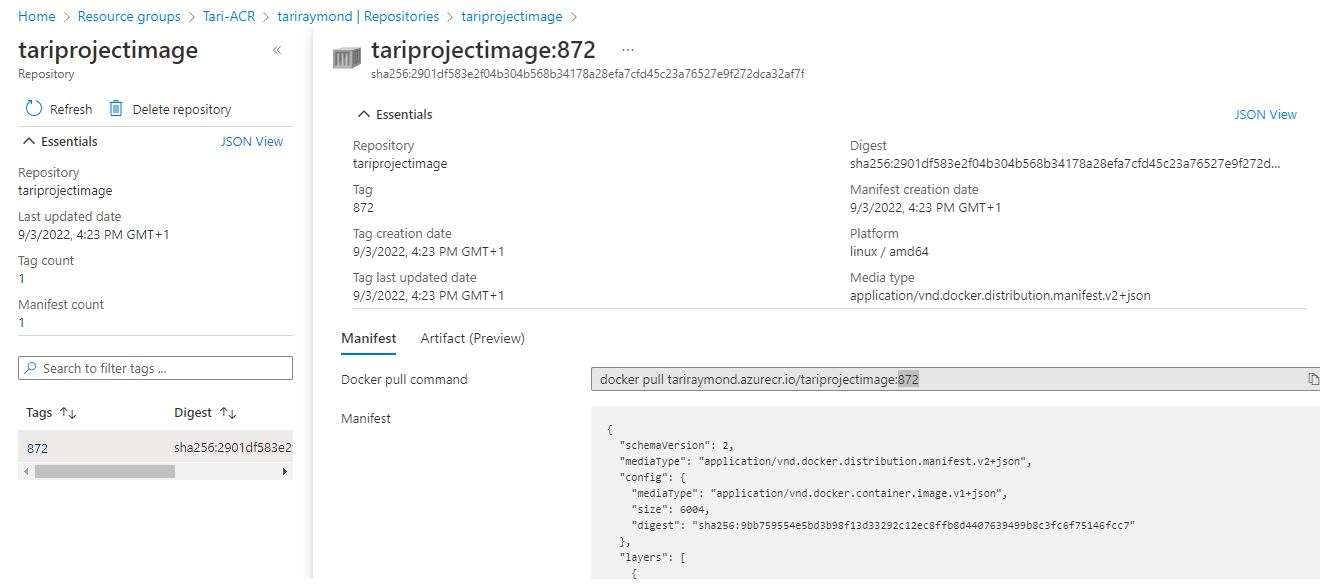 Home > Resource groups > Tari-ACR > tariraymond | Repositories > tariprojectimage >
tariprojectimage
Repository
Refresh Delete repository
Essentials JSON View
Repository
tariprojectimage
Last updated date
9/3/2022, 4:23 PM GMT+1
Tag count
1
Manifest count
1
Search to filter tags ...
Tags Digest
872 sha256:2901df583e2
tariprojectimage:872 ...
sha256:2901df583e2f04b304b568b34178a28efa7cfd45c23a76527e9f272dca32af7f
Essentials JSON View
Repository
tariprojectimage
Tag
872
Tag creation date
9/3/2022, 4:23 PM GMT+1
Tag last updated date
9/3/2022, 4:23 PM GMT+1
Digest
sha256:2901df583e2f04b304b568b34178a28efa7cfd45c23a76527e9f272d...
Manifest creation date
9/3/2022, 4:23 PM GMT+1
Platform
linux / amd64
Media type
application/vnd.docker.distribution.manifest.v2+json
Manifest Artifact (Preview)
Docker pull command docker pull tariraymond.azurecr.io/tariprojectimage:872
Manifest
{
"schemaVersion": 2,
"mediaType": "application/vnd.docker.distribution.manifest.v2+json",
"config": {
"mediaType": "application/vnd.docker.container.image.v1+json",
"size": 6004,
"digest": "sha256:9bb759554e5bd3b98f13d33292c12ec8ffb8d4407639499b8c3fc6f75146fcc7"
},
"layers": [
{